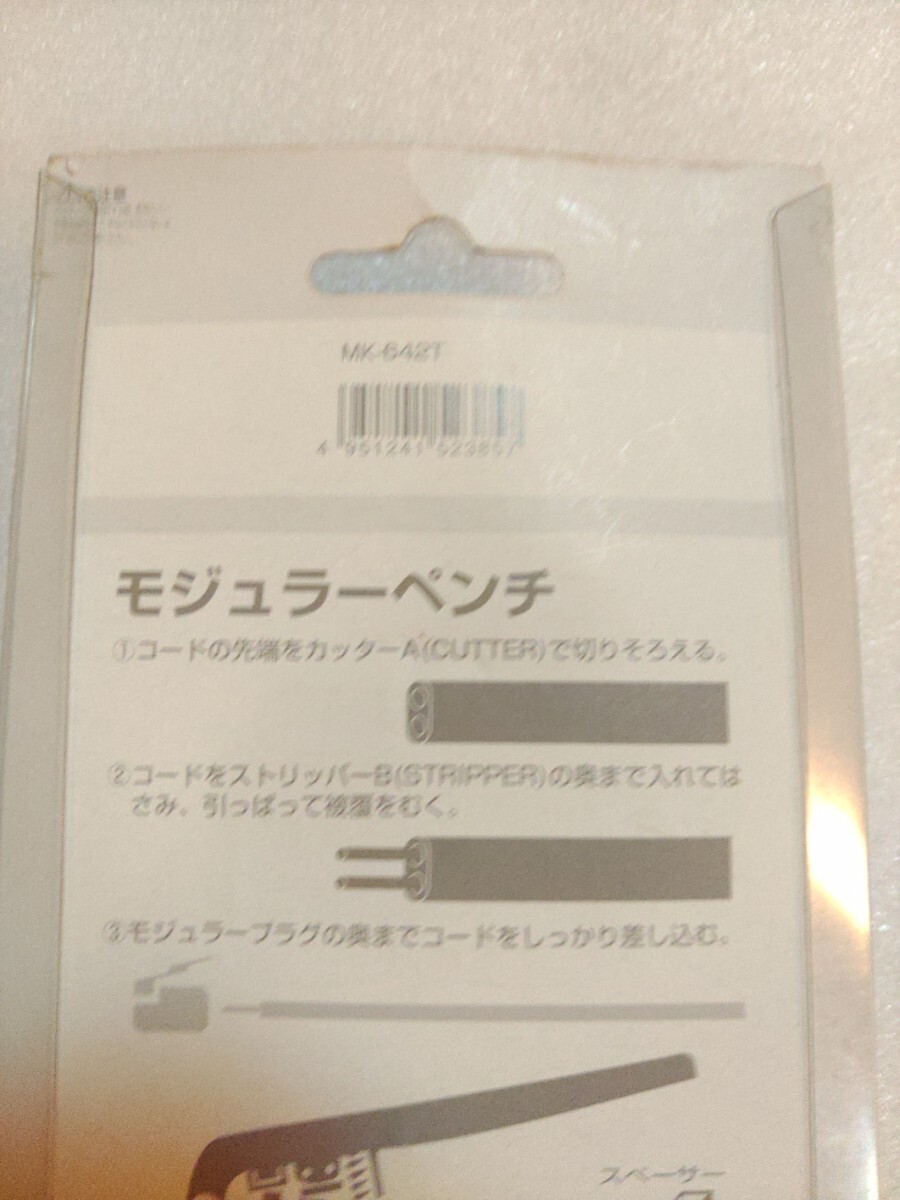 注意
MK-642T
4 951241 523857
モジュラーペンチ
①コードの先端をカッターA(CUTTER)で切りそろえる。
②コードをストリッパーB(STRIPPER)の奥まで入れては
さみ、引っぱって被覆をむく。
③モジュラープラグの奥までコードをしっかり差し込む。
スペーサー